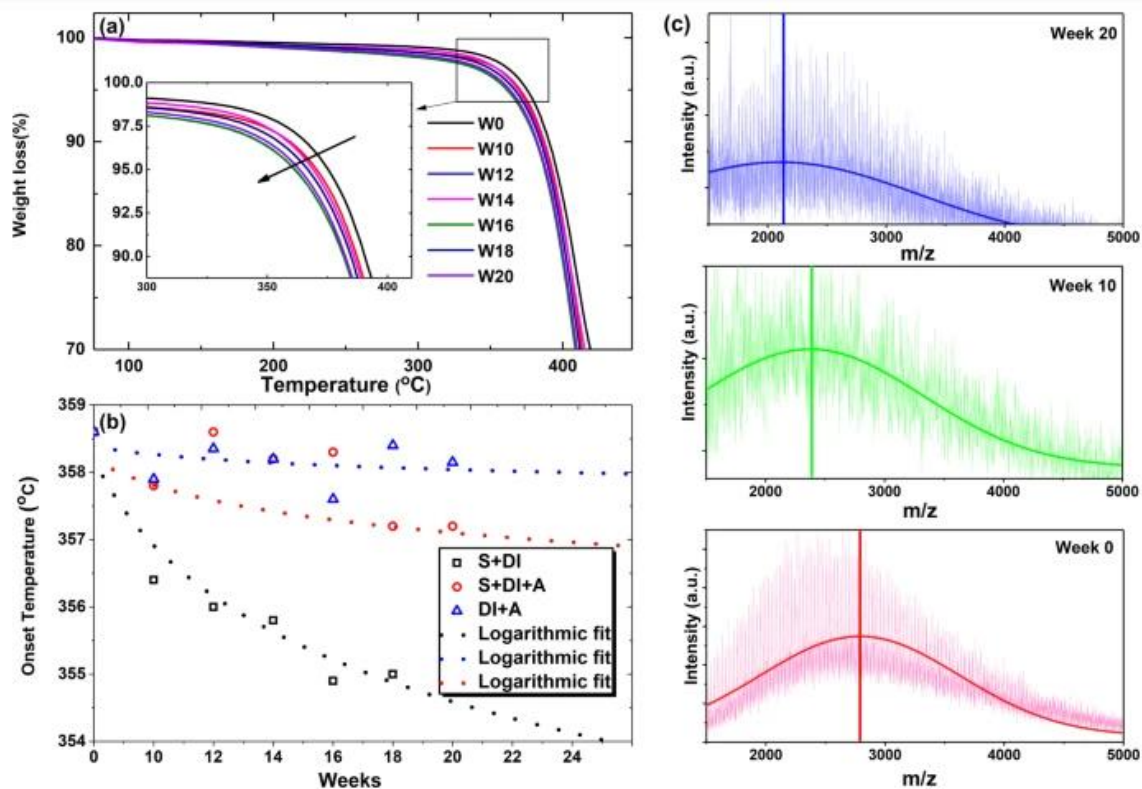 (a)
Weight loss(%)
100
90
80
70
100
200
300
400
Temperature (°C)
100.0
97.5
95.0
92.5
90.0
300
350
400
W0
W10
W12
W14
W16
W18
W20
(b)
Onset Temperature (°C)
359
358
357
356
355
354
0
10
12
14
16
18
20
22
24
Weeks
S+DI
S+DI+A
DI+A
Logarithmic fit
Logarithmic fit
Logarithmic fit
(c)
Week 20
Intensity (a.u.)
2000
3000
4000
5000
m/z
Week 10
Intensity (a.u.)
2000
3000
4000
5000
m/z
Week 0
Intensity (a.u.)
2000
3000
4000
5000
m/z